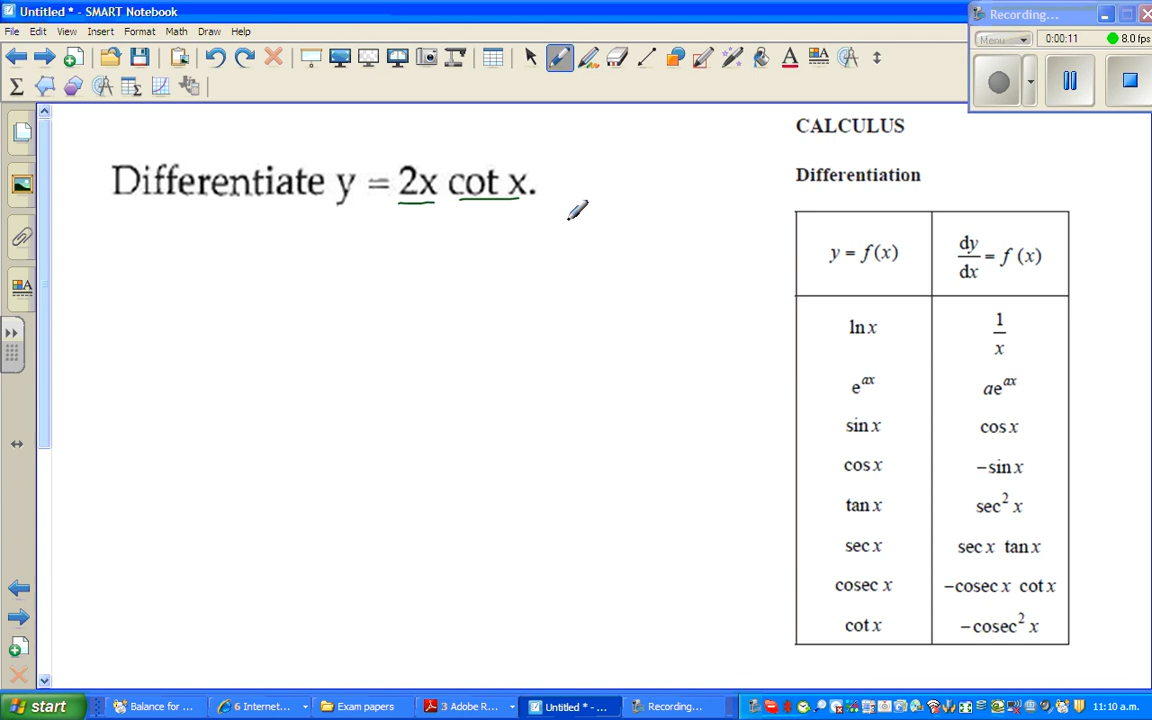 Untitled * - SMART Notebook
Recording...
File Edit View Insert Format Math Draw Help
Menu
0:00:11
8.0 fps
CALCULUS
Differentiate y = 2x cot x.
Differentiation
y = f(x) dy/dx = f (x)
ln x 1/x
e^ax ae^ax
sin x cos x
cos x −sin x
tan x sec² x
sec x sec x tan x
cosec x −cosec x cot x
cot x −cosec² x
start
Balance for ...
6 Internet...
Exam papers
3 Adobe R...
Untitled * - ...
Recording...
11:10 a.m.